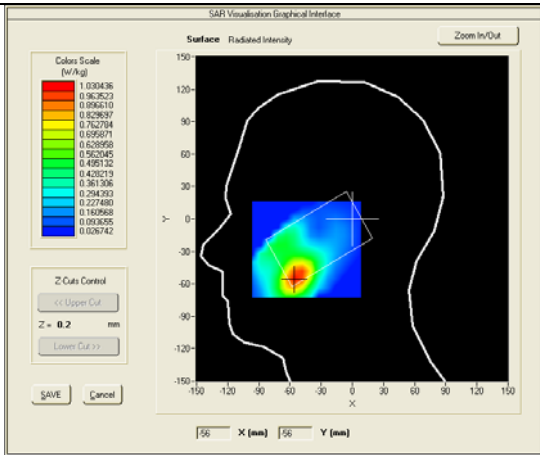 SAR Visualisation Graphical Interface
Surface Radiated Intensity
Zoom In/Out
Colors Scale
(W/kg)
1.030436
0.963523
0.896610
0.829697
0.762784
0.695871
0.628958
0.562045
0.495132
0.428219
0.361306
0.294393
0.227480
0.160568
0.093655
0.026742
Z-Cuts Control
<< Upper Cut
Z = 0.2 mm
Lower Cut >>
SAVE Cancel
150-
120-
90-
60-
30-
0-
-30-
-60-
-90-
-120-
-150-
Y
-150 -120 -90 -60 -30 0 30 60 90 120 150
X
-56 X (mm) -56 Y (mm)